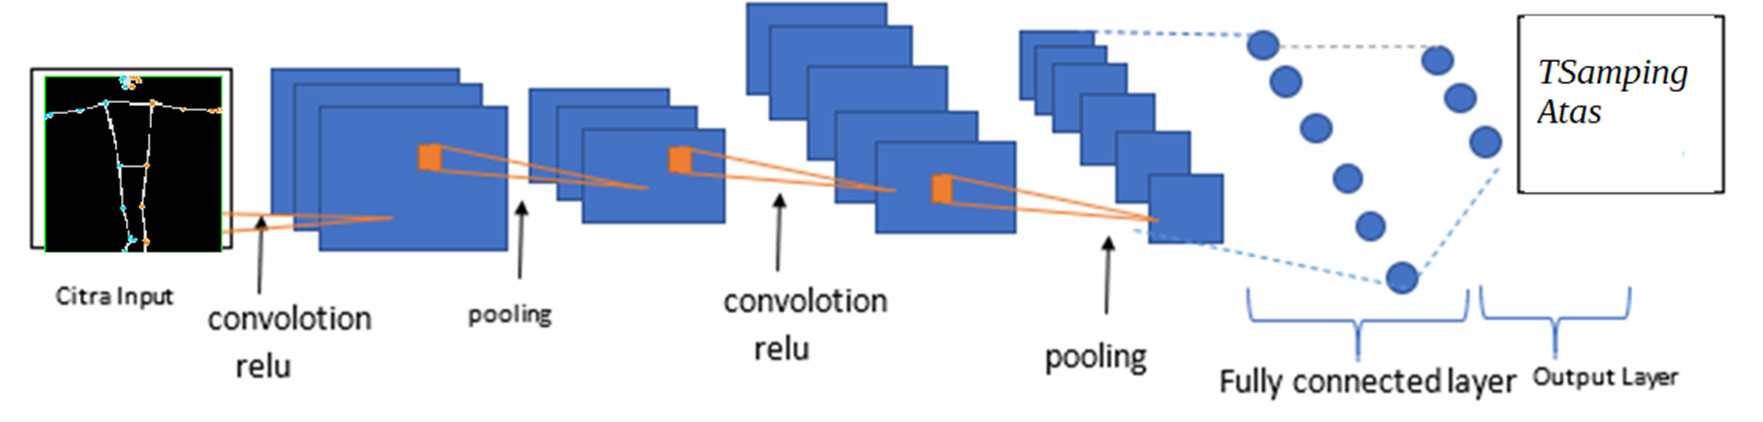 TSamping
Atas
Citra Input
convolotion
relu
pooling
convolotion
relu
pooling
Fully connected layer
Output Layer